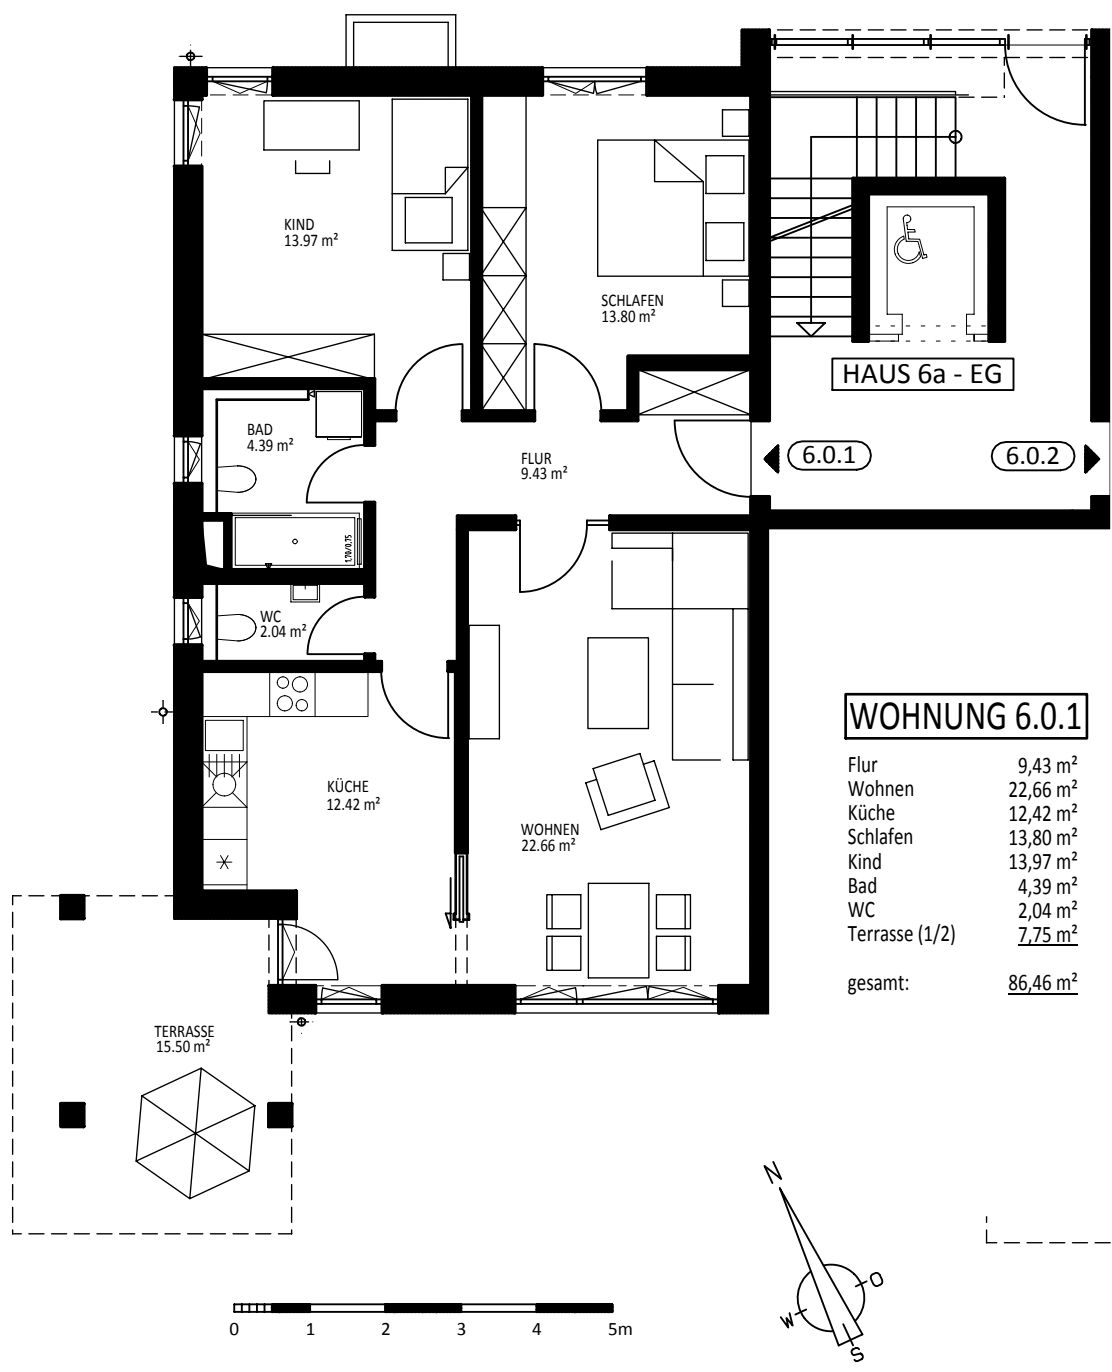 KIND
13.97 m²
SCHLAFEN
13.80 m²
HAUS 6a - EG
BAD
4.39 m²
FLUR
9.43 m²
6.0.1
6.0.2
1.70/0.75
WC
2.04 m²
WOHNUNG 6.0.1
Flur 9,43 m²
Wohnen 22,66 m²
Küche 12,42 m²
Schlafen 13,80 m²
Kind 13,97 m²
Bad 4,39 m²
WC 2,04 m²
Terrasse (1/2) 7,75 m²
gesamt: 86,46 m²
KÜCHE
12.42 m²
WOHNEN
22.66 m²
TERRASSE
15.50 m²
N
O
W
S
0 1 2 3 4 5m